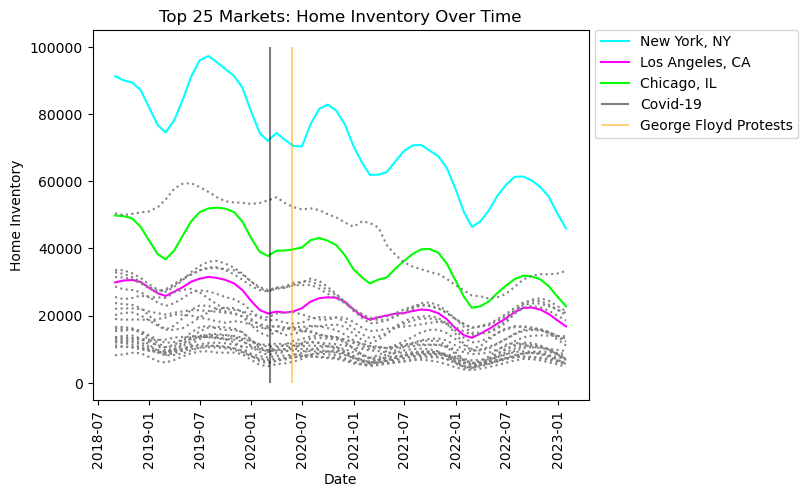 Top 25 Markets: Home Inventory Over Time
New York, NY
Los Angeles, CA
Chicago, IL
Covid-19
George Floyd Protests
Home Inventory
100000
80000
60000
40000
20000
0
2018-07
2019-01
2019-07
2020-01
2020-07
2021-01
2021-07
2022-01
2022-07
2023-01
Date